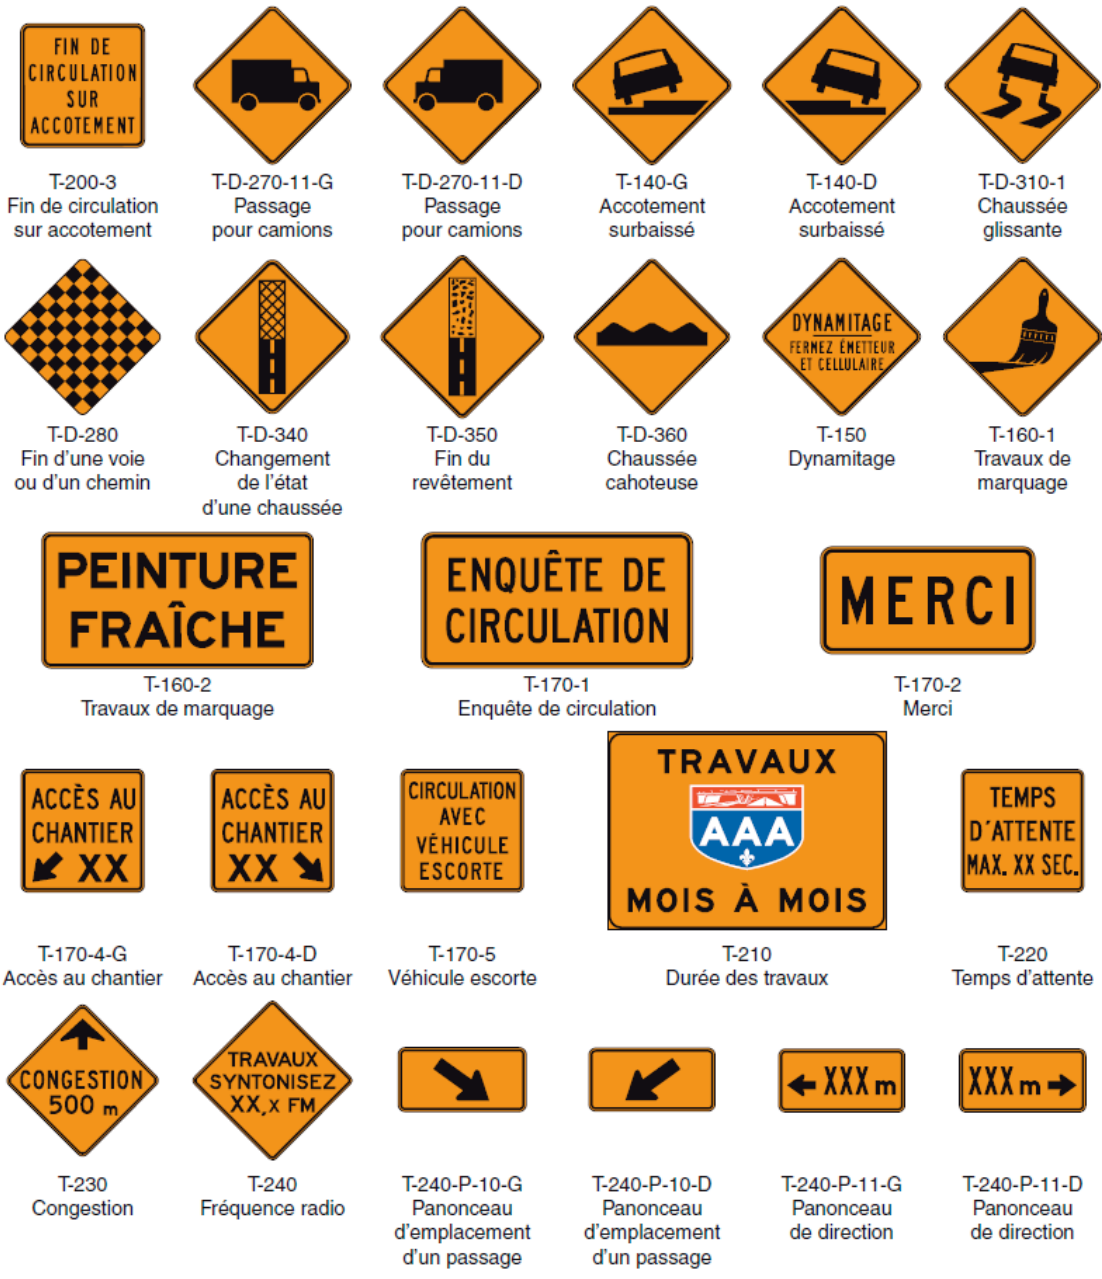 FIN DE
CIRCULATION
SUR
ACCOTEMENT
T-200-3
Fin de circulation
sur accotement
T-D-270-11-G
Passage
pour camions
T-D-270-11-D
Passage
pour camions
T-140-G
Accotement
surbaissé
T-140-D
Accotement
surbaissé
T-D-310-1
Chaussée
glissante
T-D-280
Fin d'une voie
ou d'un chemin
T-D-340
Changement
de l'état
d'une chaussée
T-D-350
Fin du
revêtement
T-D-360
Chaussée
cahoteuse
DYNAMITAGE
FERMEZ ÉMETTEUR
ET CELLULAIRE
T-150
Dynamitage
T-160-1
Travaux de
marquage
PEINTURE
FRAÎCHE
T-160-2
Travaux de marquage
ENQUÊTE DE
CIRCULATION
T-170-1
Enquête de circulation
MERCI
T-170-2
Merci
ACCÈS AU
CHANTIER
XX
T-170-4-G
Accès au chantier
ACCÈS AU
CHANTIER
XX
T-170-4-D
Accès au chantier
CIRCULATION
AVEC
VÉHICULE
ESCORTE
T-170-5
Véhicule escorte
TRAVAUX
AAA
MOIS À MOIS
T-210
Durée des travaux
TEMPS
D'ATTENTE
MAX. XX SEC.
T-220
Temps d'attente
CONGESTION
500 m
T-230
Congestion
TRAVAUX
SYNTONISEZ
XX,x FM
T-240
Fréquence radio
T-240-P-10-G
Panonceau
d'emplacement
d'un passage
T-240-P-10-D
Panonceau
d'emplacement
d'un passage
XXX m
T-240-P-11-G
Panonceau
de direction
XXX m
T-240-P-11-D
Panonceau
de direction